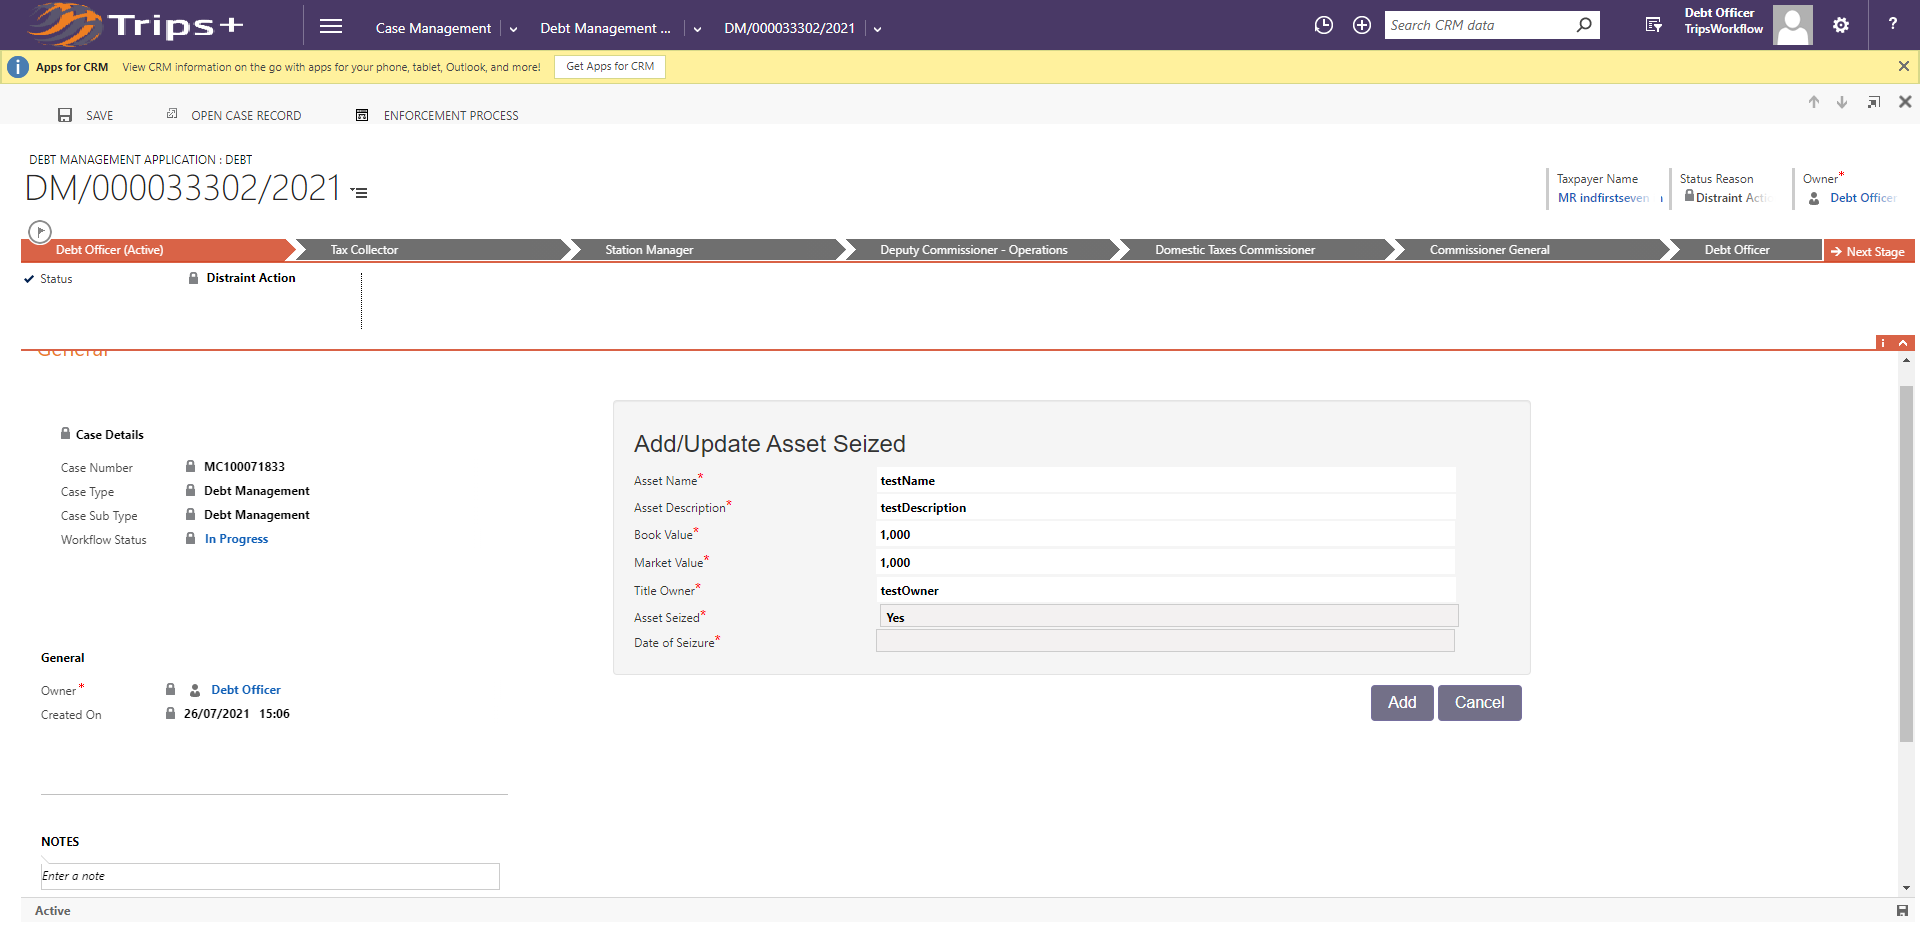 Trips+
Case Management
Debt Management ...
DM/000033302/2021
Search CRM data
Debt Officer
TripsWorkflow
?
i
Apps for CRM
View CRM information on the go with apps for your phone, tablet, Outlook, and more!
Get Apps for CRM
SAVE
OPEN CASE RECORD
ENFORCEMENT PROCESS
DEBT MANAGEMENT APPLICATION : DEBT
DM/000033302/2021
Taxpayer Name
MR indfirstseven
Status Reason
Distraint Actio
Owner*
Debt Officer
Debt Officer (Active)
Tax Collector
Station Manager
Deputy Commissioner - Operations
Domestic Taxes Commissioner
Commissioner General
Debt Officer
Next Stage
Status
Distraint Action
General
i
Case Details
Case Number
MC100071833
Case Type
Debt Management
Case Sub Type
Debt Management
Workflow Status
In Progress
Add/Update Asset Seized
Asset Name*
testName
Asset Description*
testDescription
Book Value*
1,000
Market Value*
1,000
Title Owner*
testOwner
Asset Seized*
Yes
Date of Seizure*
Add
Cancel
General
Owner*
Debt Officer
Created On
26/07/2021 15:06
NOTES
Enter a note
Active